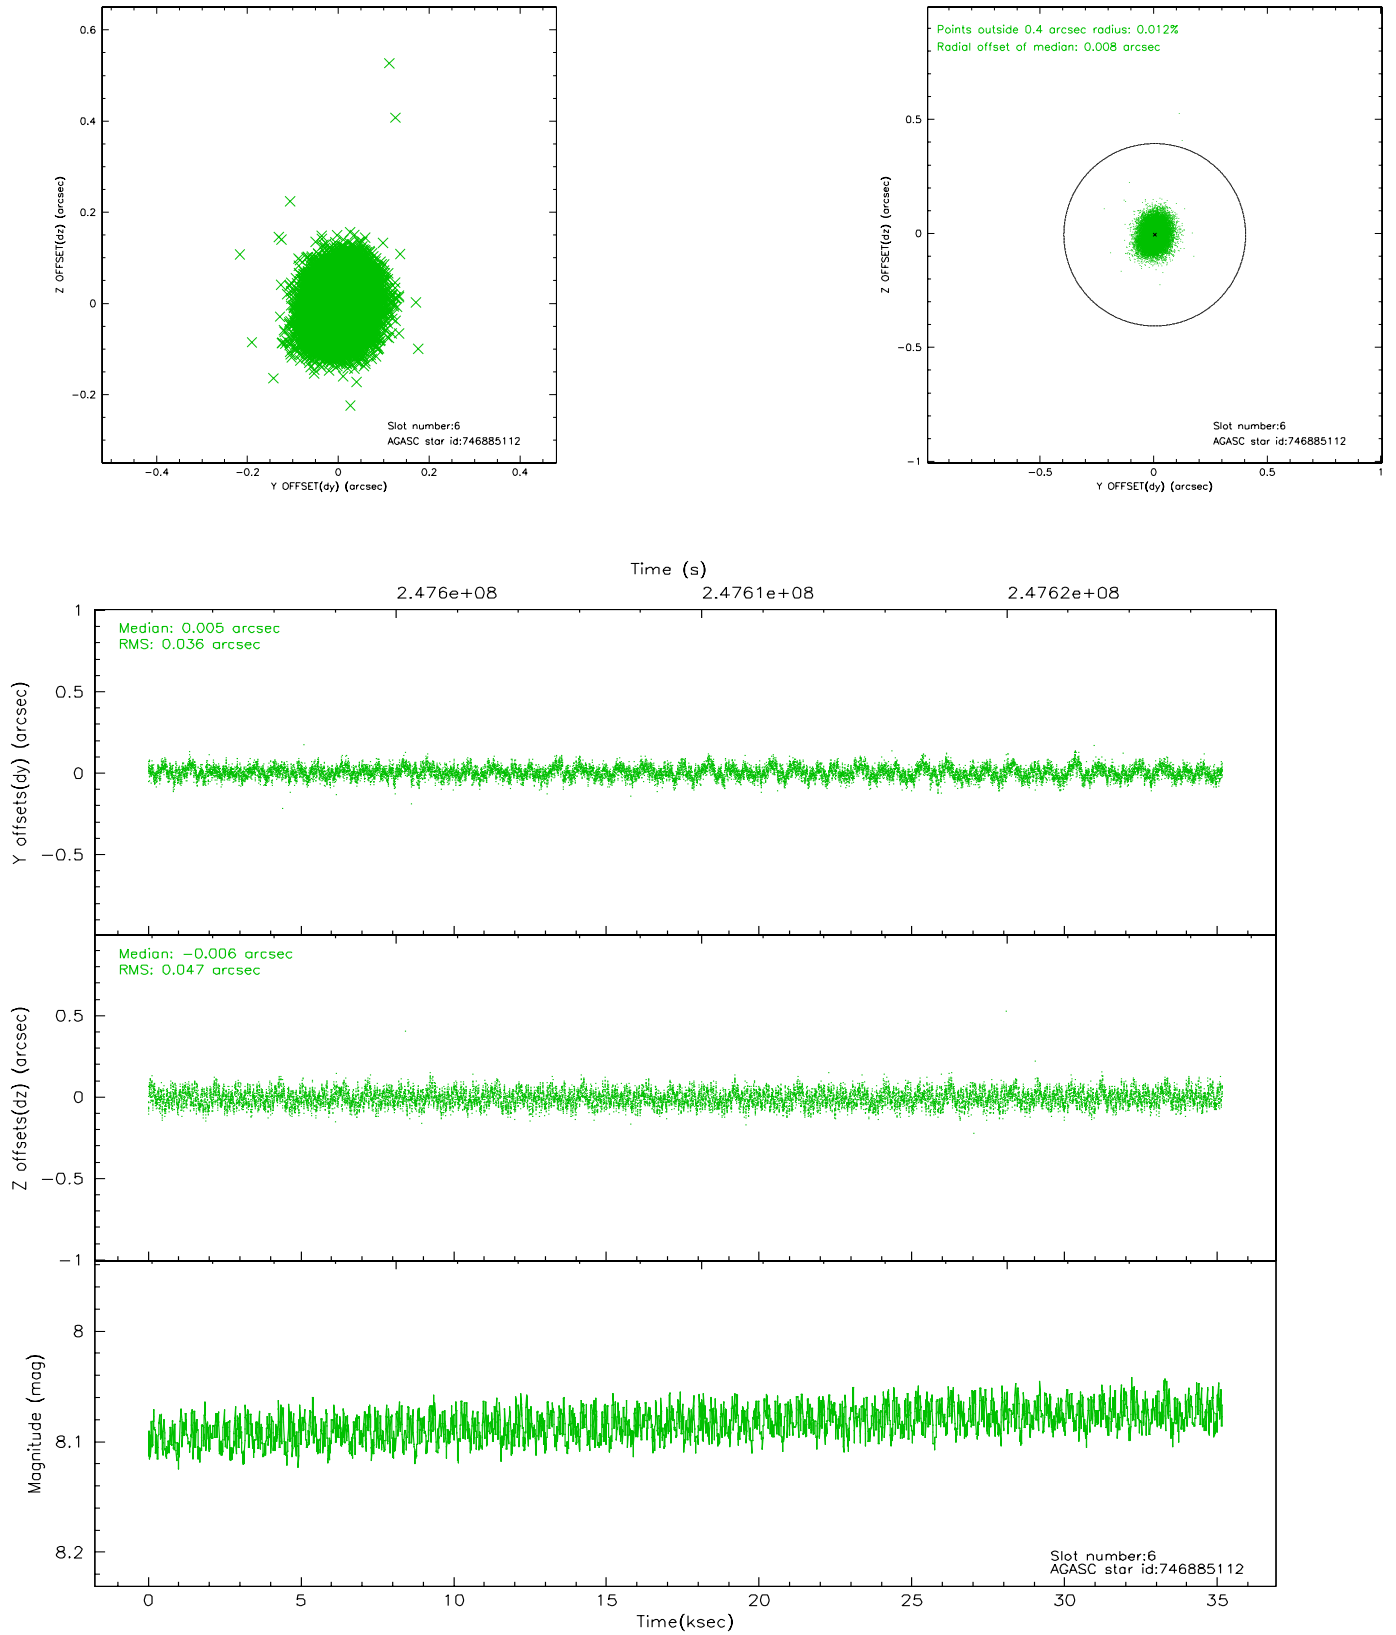 0.6
0.4
0.2
0
−0.2
Z OFFSET(dz) (arcsec)
Slot number:6
AGASC star id:746885112
−0.4 −0.2 0 0.2 0.4
Y OFFSET(dy) (arcsec)
Points outside 0.4 arcsec radius: 0.012%
Radial offset of median: 0.008 arcsec
0.5
0
−0.5
−1
Z OFFSET(dz) (arcsec)
Slot number:6
AGASC star id:746885112
−0.5 0 0.5 1
Y OFFSET(dy) (arcsec)
Time (s)
2.476e+08 2.4761e+08 2.4762e+08
Median: 0.005 arcsec
RMS: 0.036 arcsec
1
0.5
0
−0.5
Y offsets(dy) (arcsec)
Median: −0.006 arcsec
RMS: 0.047 arcsec
0.5
0
−0.5
−1
Z offsets(dz) (arcsec)
8
8.1
8.2
Magnitude (mag)
Slot number:6
AGASC star id:746885112
0 5 10 15 20 25 30 35
Time(ksec)